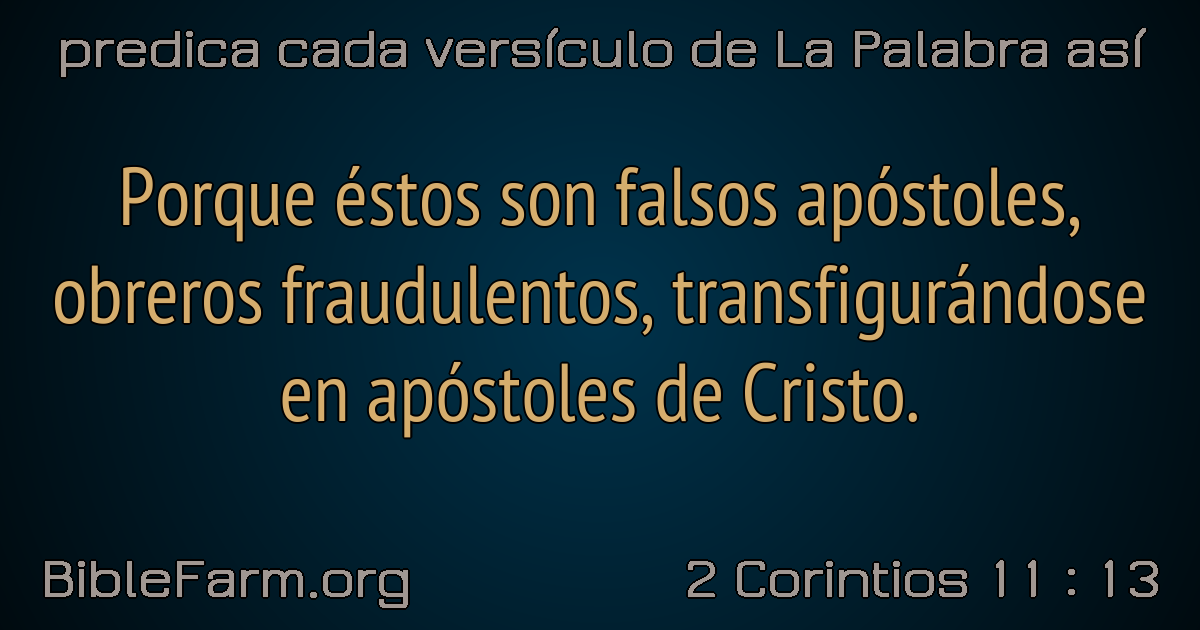 predica cada versículo de La Palabra así
Porque éstos son falsos apóstoles,
obreros fraudulentos, transfigurándose
en apóstoles de Cristo.
BibleFarm.org
2 Corintios 11 : 13